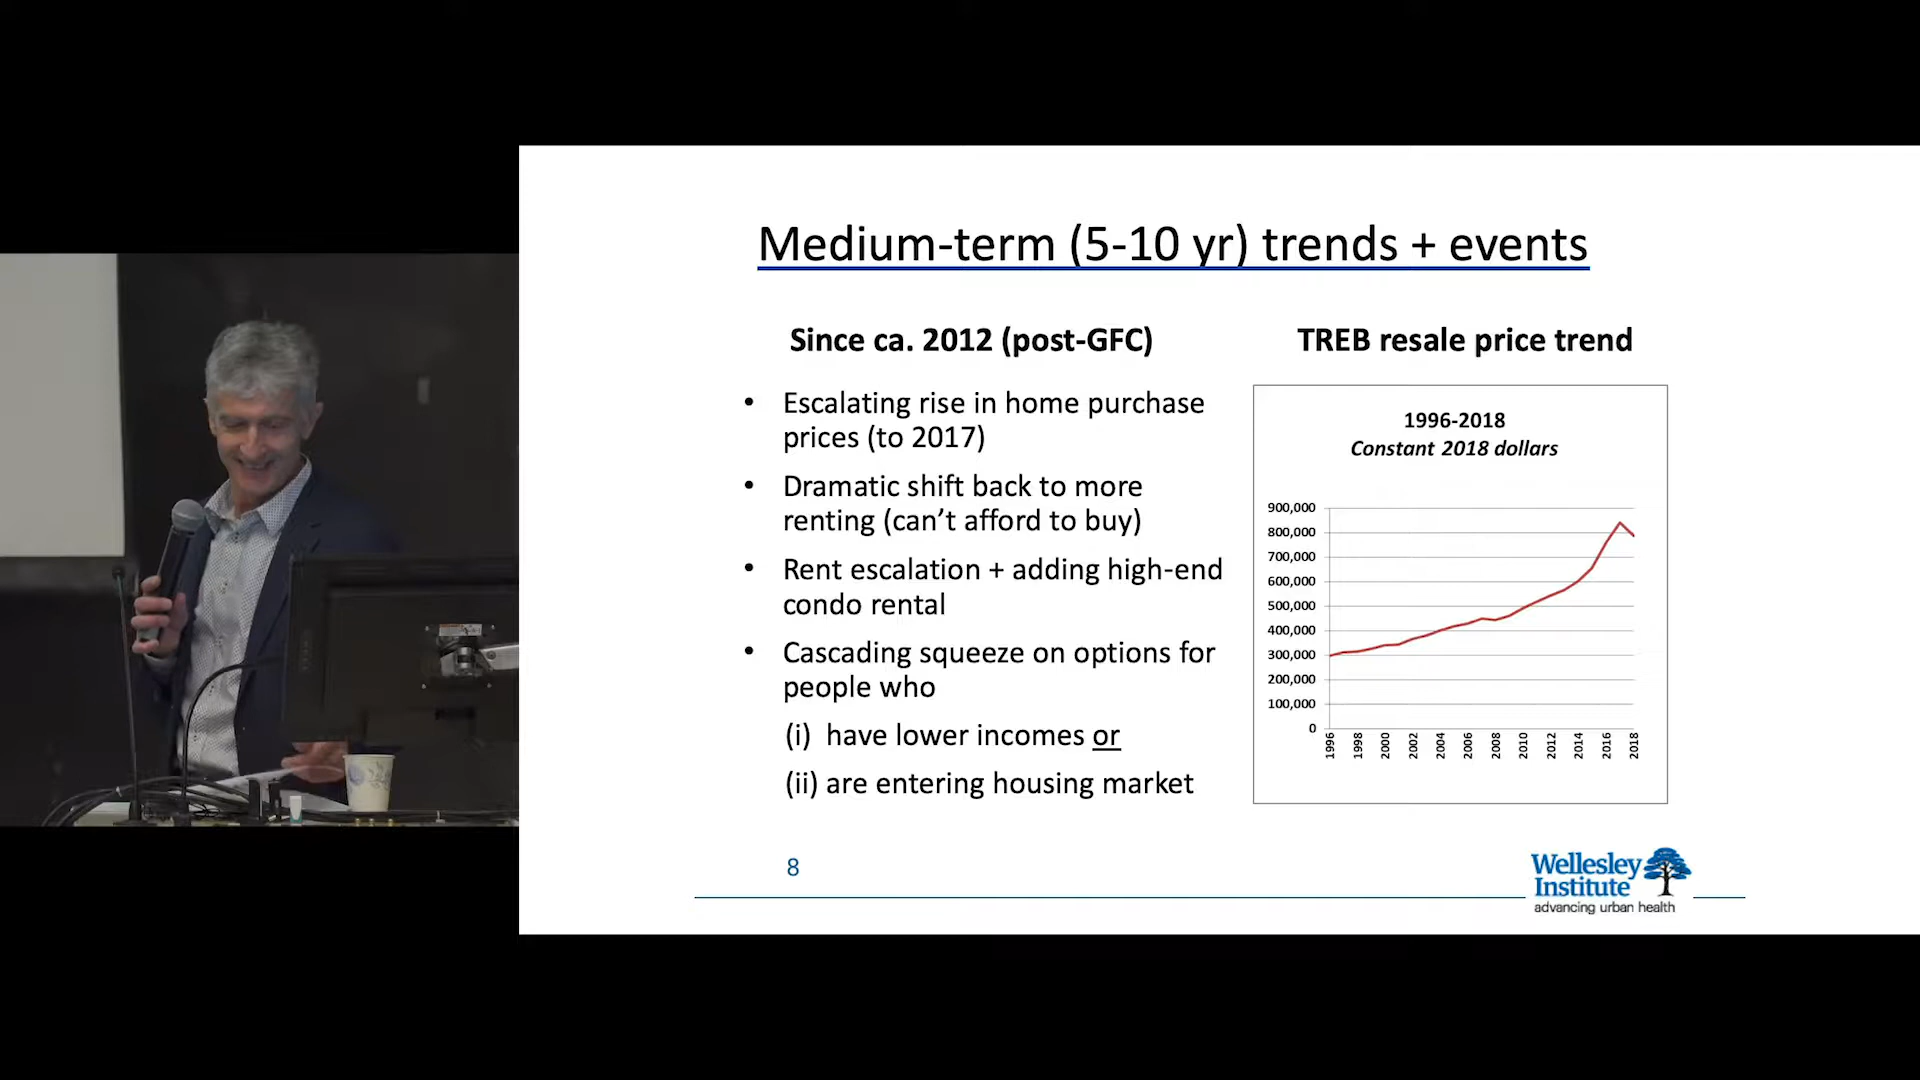 Medium-term (5-10 yr) trends + events
Since ca. 2012 (post-GFC)
• Escalating rise in home purchase
prices (to 2017)
• Dramatic shift back to more
renting (can’t afford to buy)
• Rent escalation + adding high-end
condo rental
• Cascading squeeze on options for
people who
(i) have lower incomes or
(ii) are entering housing market
TREB resale price trend
1996-2018
Constant 2018 dollars
900,000
800,000
700,000
600,000
500,000
400,000
300,000
200,000
100,000
0
1996
1998
2000
2002
2004
2006
2008
2010
2012
2014
2016
2018
8
Wellesley
Institute
advancing urban health